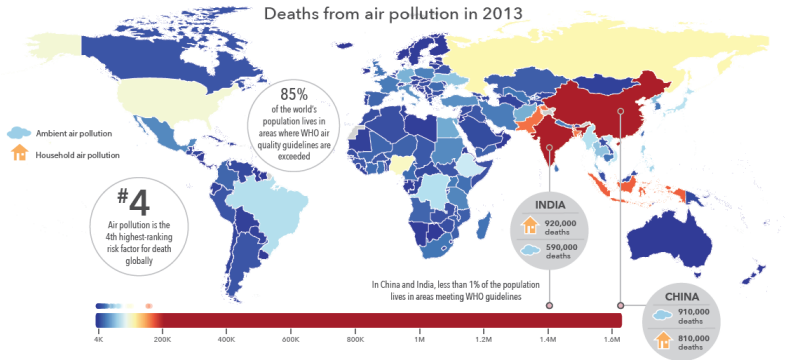 Deaths from air pollution in 2013
85%
of the world's
population lives in
areas where WHO air
quality guidelines are
exceeded
Ambient air pollution
Household air pollution
#4
Air pollution is the
4th highest-ranking
risk factor for death
globally
INDIA
920,000
deaths
590,000
deaths
In China and India, less than 1% of the population
lives in areas meeting WHO guidelines
CHINA
910,000
deaths
810,000
deaths
4K 200K 400K 600K 800K 1M 1.2M 1.4M 1.6M